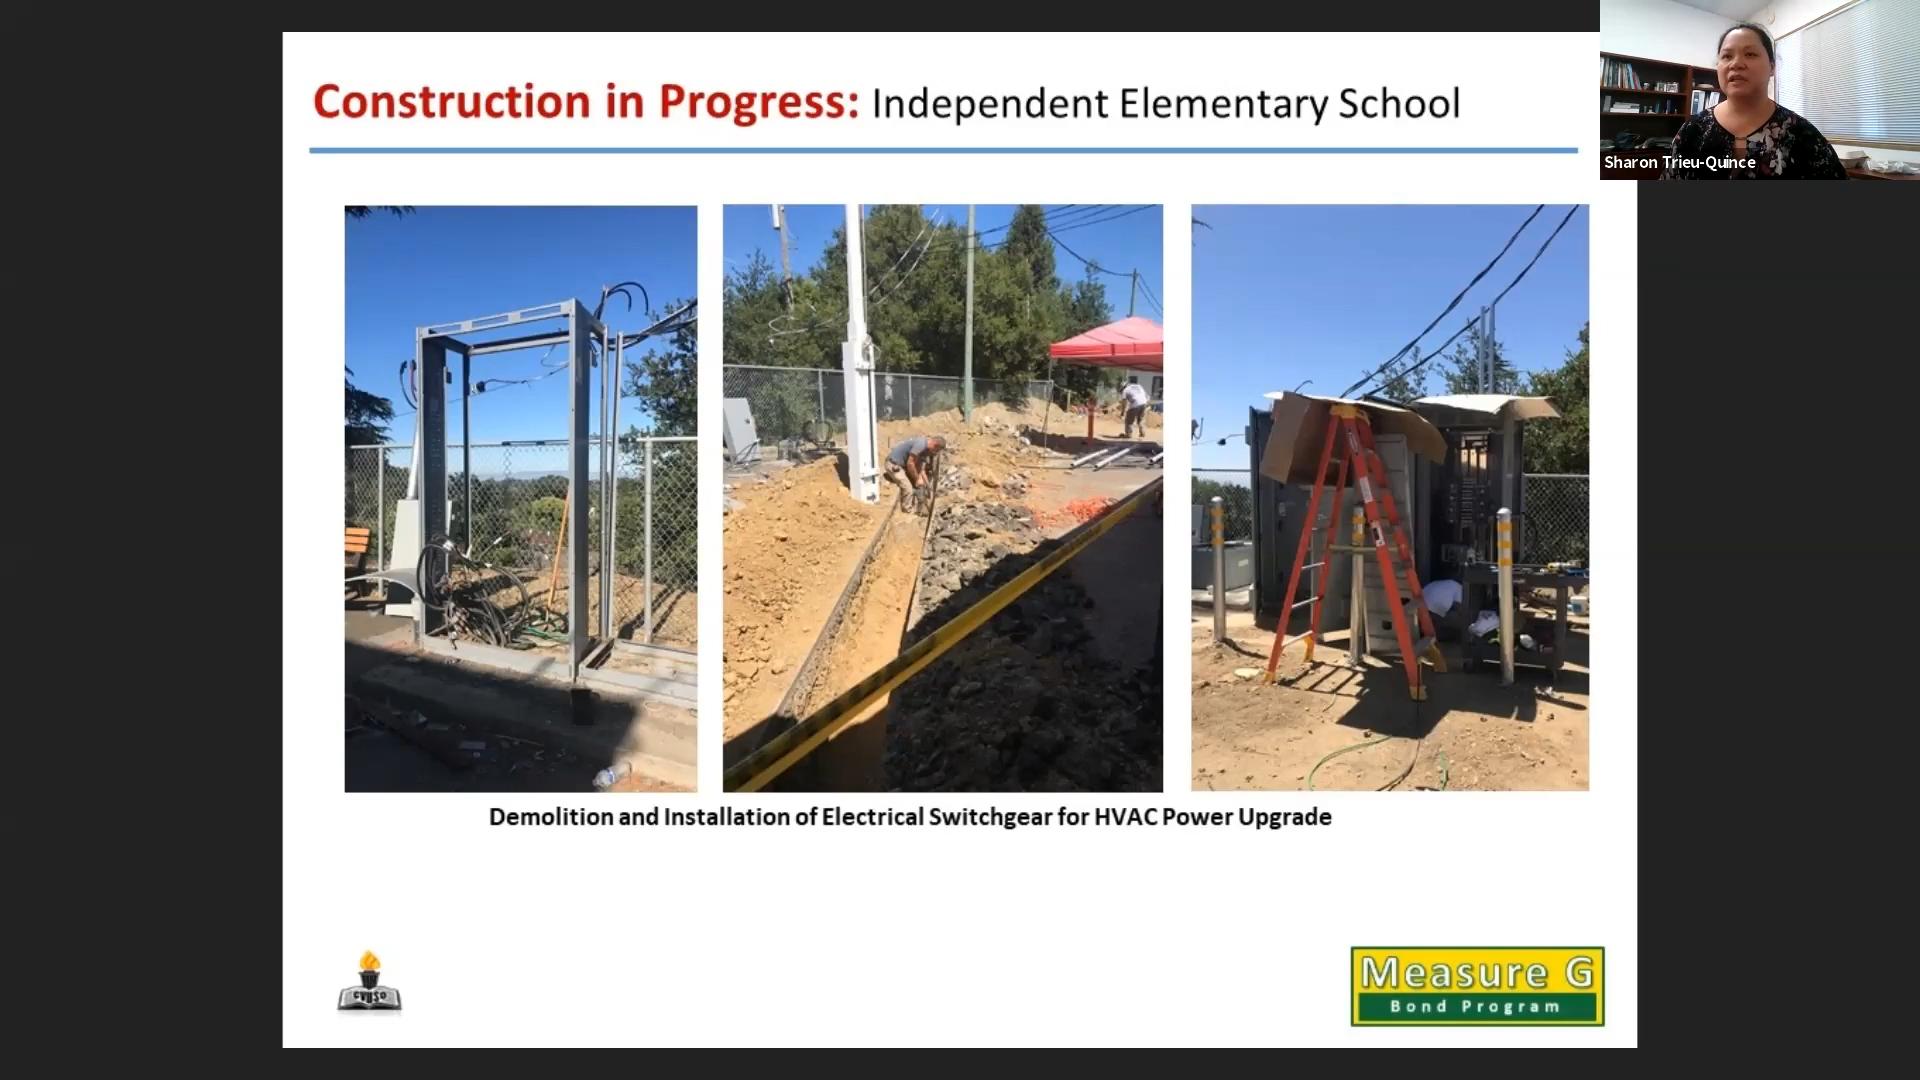 Construction in Progress: Independent Elementary School
Sharon Trieu-Quince
Demolition and Installation of Electrical Switchgear for HVAC Power Upgrade
CVUSD
Measure G
Bond Program